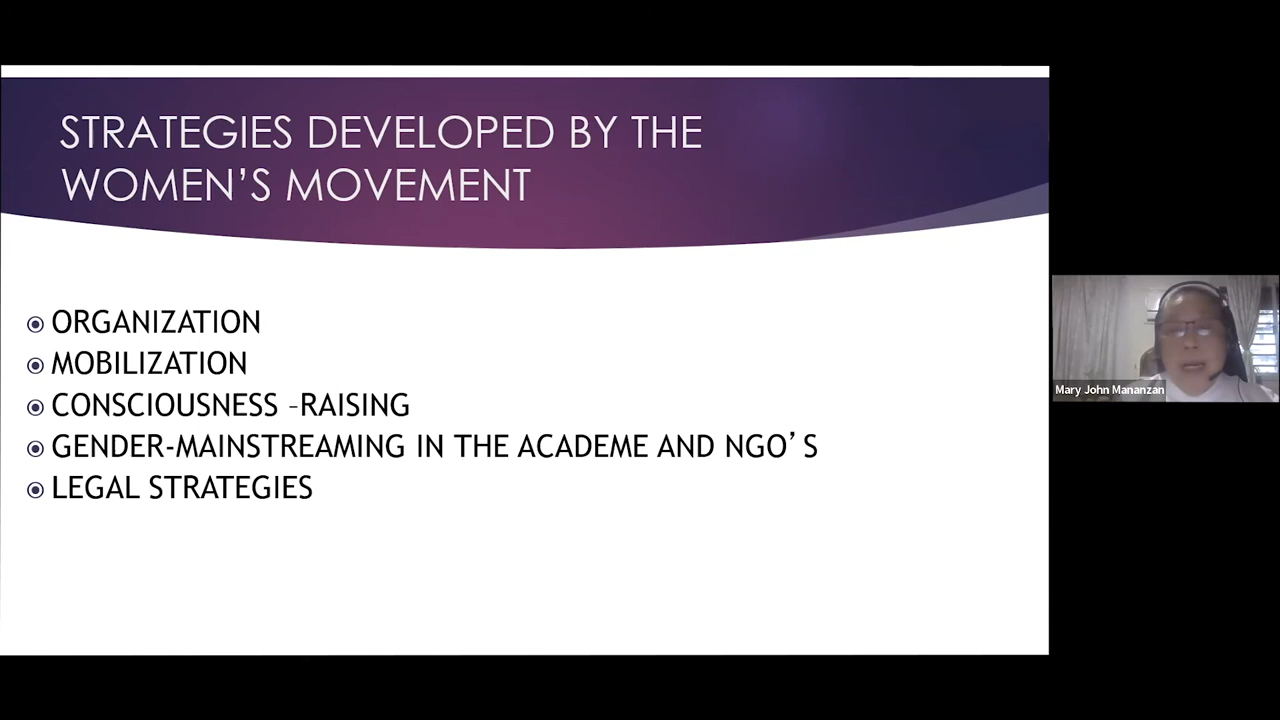 STRATEGIES DEVELOPED BY THE
WOMEN’S MOVEMENT
ORGANIZATION
MOBILIZATION
CONSCIOUSNESS –RAISING
GENDER-MAINSTREAMING IN THE ACADEME AND NGO’S
LEGAL STRATEGIES
Mary John Mananzan